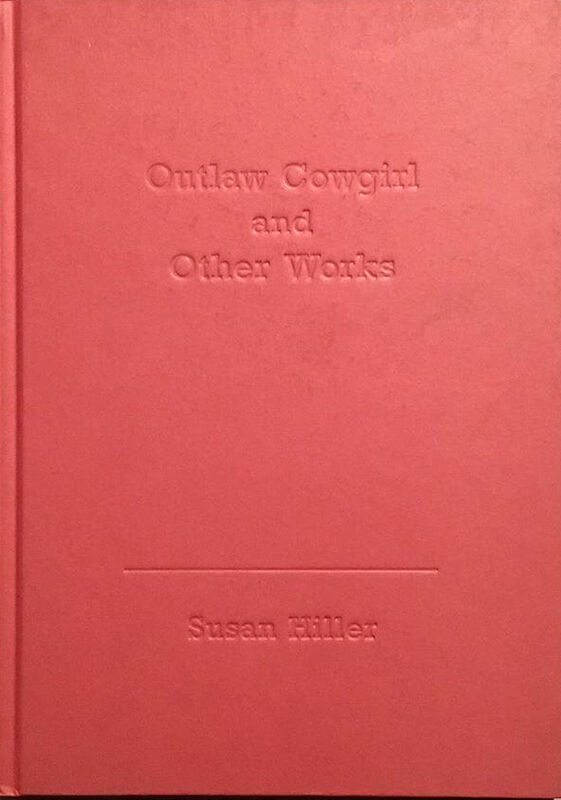 Outlaw Cowgirl
and
Other Works
Susan Hiller